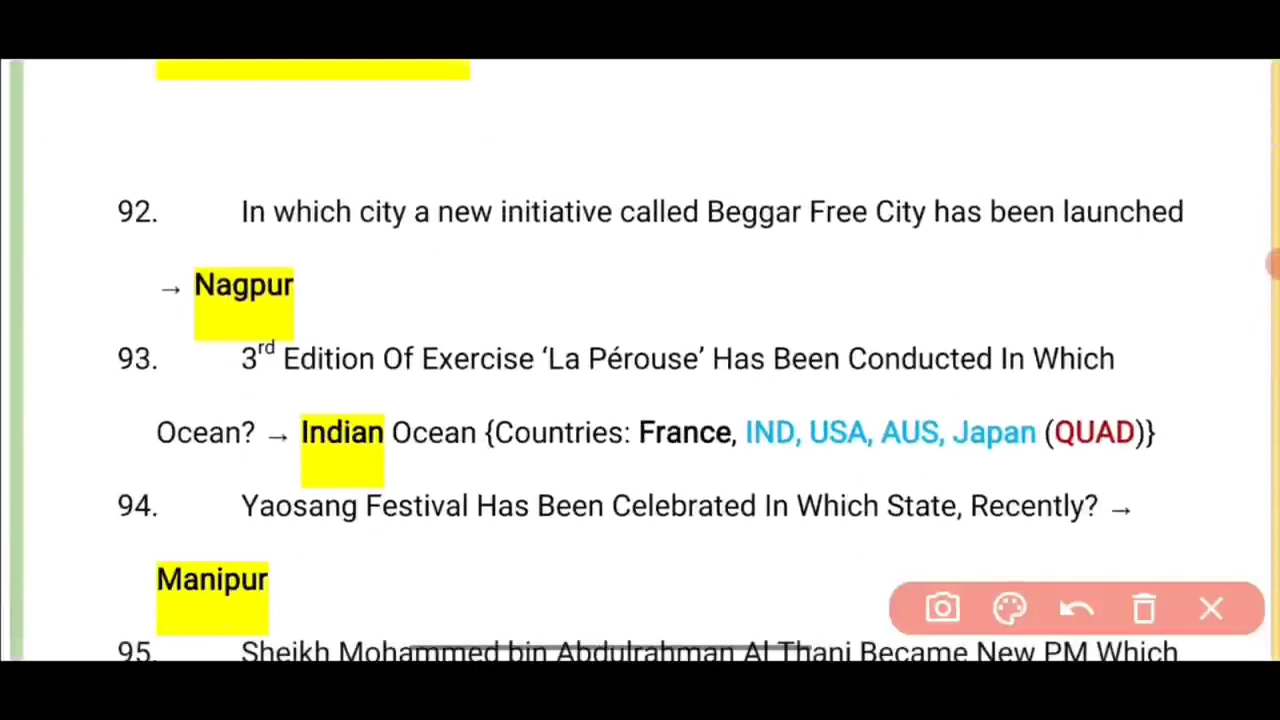 92. In which city a new initiative called Beggar Free City has been launched
→ Nagpur
93. 3rd Edition Of Exercise ‘La Pérouse’ Has Been Conducted In Which
Ocean? → Indian Ocean {Countries: France, IND, USA, AUS, Japan (QUAD)}
94. Yaosang Festival Has Been Celebrated In Which State, Recently? →
Manipur
95. Sheikh Mohammed bin Abdulrahman Al Thani Became New PM Which